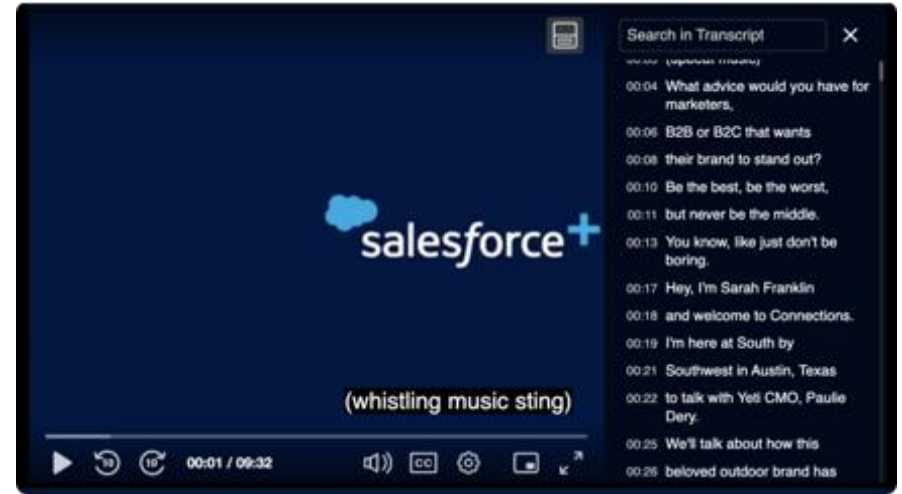 Search in Transcript
00:04 What advice would you have for
marketers,
00:06 B2B or B2C that wants
00:08 their brand to stand out?
00:10 Be the best, be the worst,
00:11 but never be the middle.
00:13 You know, like just don't be
boring.
00:17 Hey, I'm Sarah Franklin
00:18 and welcome to Connections.
00:19 I'm here at South by
00:21 Southwest in Austin, Texas
00:22 to talk with Yeti CMO, Paulie
Dery.
00:25 We'll talk about how this
00:26 beloved outdoor brand has
salesforce+
(whistling music sting)
10
10
00:01 / 09:32
CC